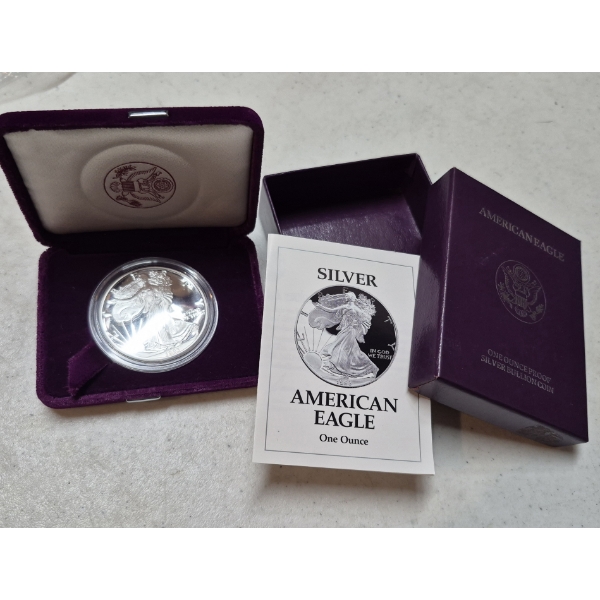 SILVER
IN GOD
WE TRUST
AMERICAN
EAGLE
One Ounce
AMERICAN EAGLE
ONE OUNCE PROOF
SILVER BULLION COIN